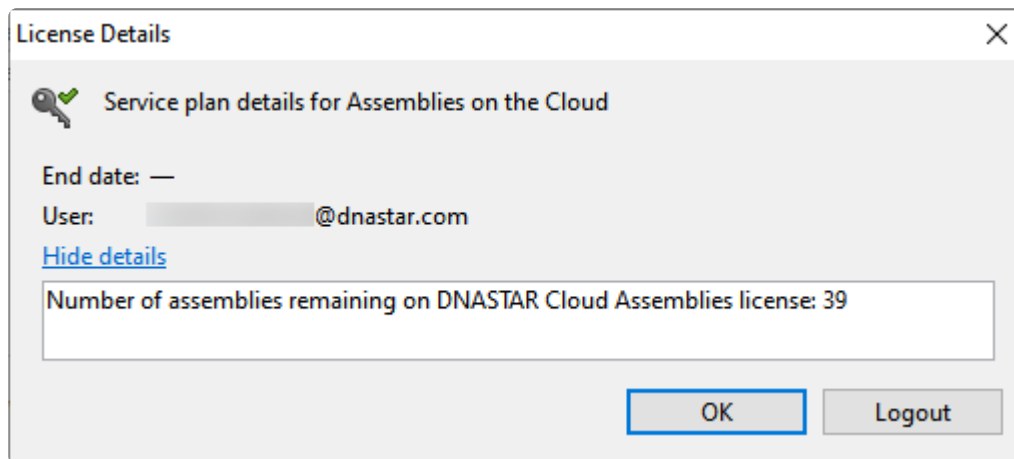 License Details
Service plan details for Assemblies on the Cloud
End date: —
User: @dnastar.com
Hide details
Number of assemblies remaining on DNASTAR Cloud Assemblies license: 39
OK Logout